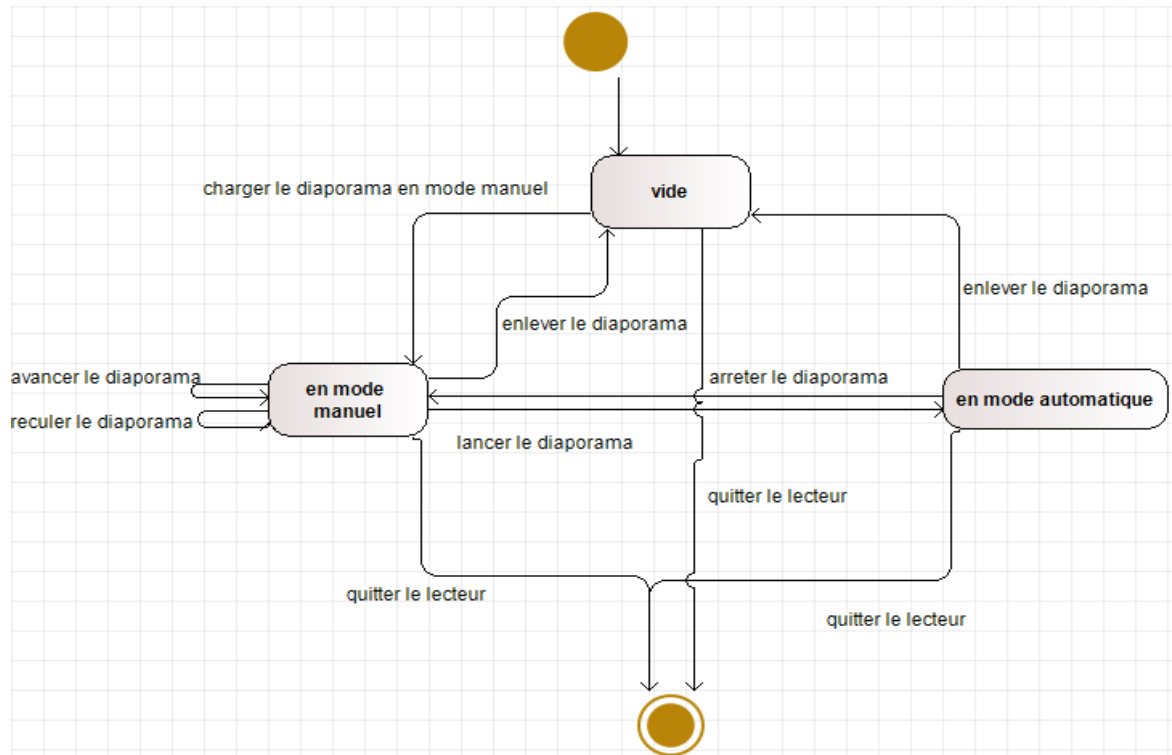 vide
charger le diaporama en mode manuel
enlever le diaporama
enlever le diaporama
avancer le diaporama
reculer le diaporama
en mode
manuel
arreter le diaporama
en mode automatique
lancer le diaporama
quitter le lecteur
quitter le lecteur
quitter le lecteur